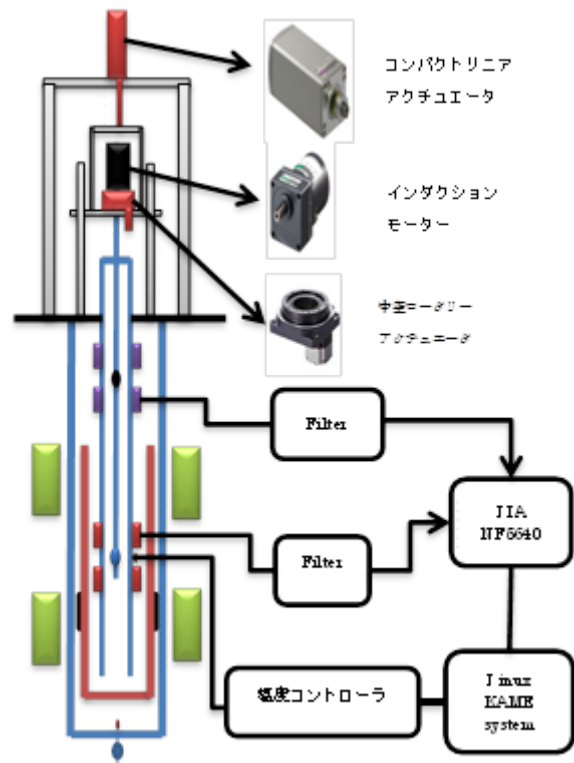 コンパクトリニア
アクチュエータ
インダクション
モーター
中空ロータリー
アクチュエータ
Filter
Filter
温度コントローラ
Linux
KAME
system